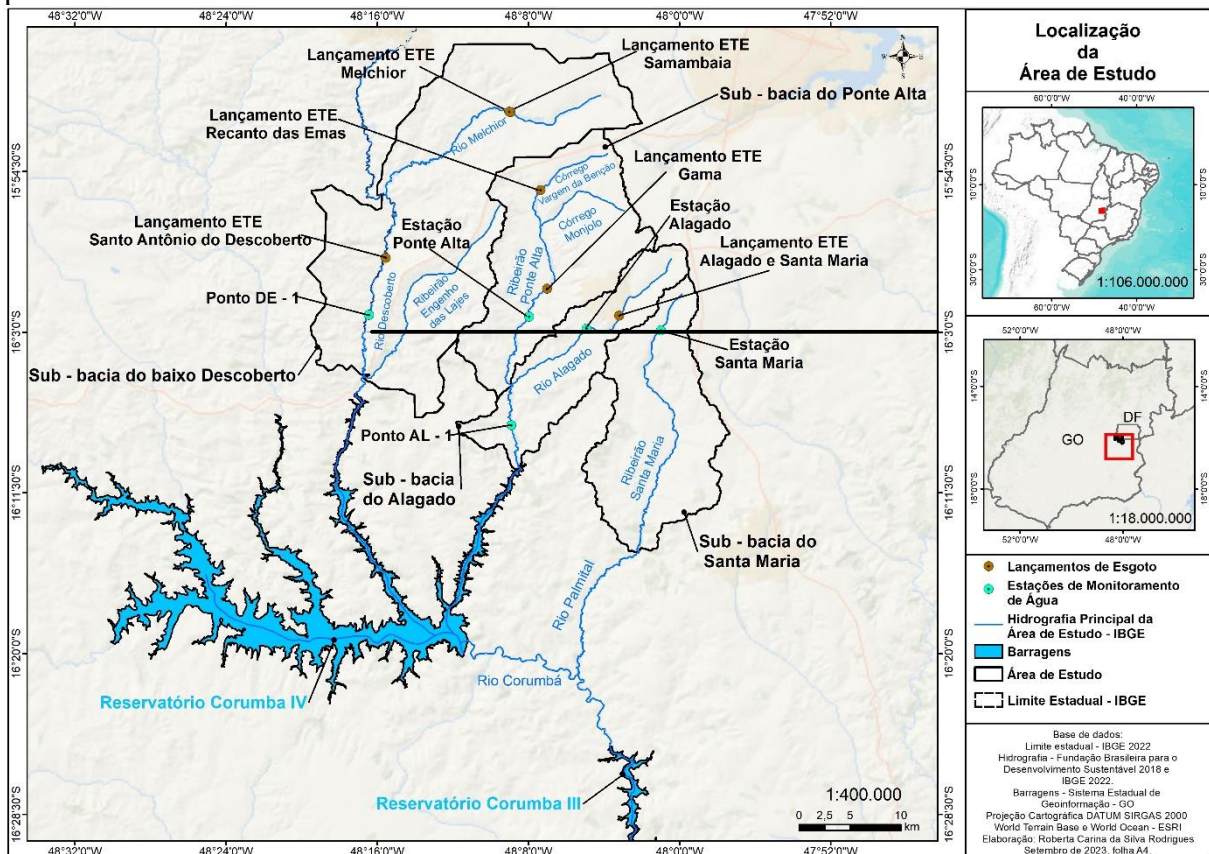 48°32'0"W
48°24'0"W
48°16'0"W
48°8'0"W
48°0'0"W
47°52'0"W
Lançamento ETE
Melchior
Lançamento ETE
Samambaia
Lançamento ETE
Recanto das Emas
Rio Melchior
Sub - bacia do Ponte Alta
Lançamento ETE
Gama
Córrego
Vargem da Benção
Córrego
Monjolo
Estação
Alagado
Lançamento ETE
Santo Antônio do Descoberto
Estação
Ponte Alta
Lançamento ETE
Alagado e Santa Maria
Ribeirão
Ponte Alta
Ribeirão
Engenho
das Lajes
Ponto DE - 1
Rio Descoberto
Estação
Santa Maria
Sub - bacia do baixo Descoberto
Rio Alagado
Ponto AL - 1
Sub - bacia
do Alagado
Ribeirão
Santa Maria
Sub - bacia do
Santa Maria
Rio Palmital
Rio Corumbá
Reservatório Corumba IV
Reservatório Corumba III
1:400.000
0 2,5 5 10
km
15°54'30"S
16°3'0"S
16°11'30"S
16°20'0"S
16°28'30"S
15°54'30"S
16°3'0"S
16°11'30"S
16°20'0"S
16°28'30"S
48°32'0"W
48°24'0"W
48°16'0"W
48°8'0"W
48°0'0"W
47°52'0"W
Localização
da
Área de Estudo
60°0'0"W
40°0'0"W
10°0'0"S
30°0'0"S
10°0'0"S
30°0'0"S
1:106.000.000
60°0'0"W
40°0'0"W
52°0'0"W
48°0'0"W
14°0'0"S
18°0'0"S
14°0'0"S
18°0'0"S
DF
GO
1:18.000.000
52°0'0"W
48°0'0"W
Lançamentos de Esgoto
Estações de Monitoramento
de Água
Hidrografia Principal da
Área de Estudo - IBGE
Barragens
Área de Estudo
Limite Estadual - IBGE
Base de dados:
Limite estadual - IBGE 2022
Hidrografia - Fundação Brasileira para o
Desenvolvimento Sustentável 2018 e
IBGE 2022.
Barragens - Sistema Estadual de
Geoinformação - GO
Projeção Cartográfica DATUM SIRGAS 2000
World Terrain Base e World Ocean - ESRI
Elaboração: Roberta Carina da Silva Rodrigues
Setembro de 2023, folha A4.